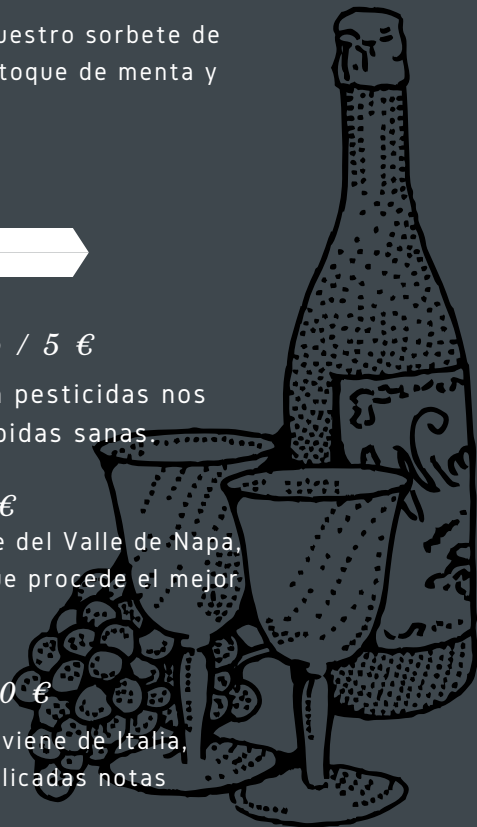 uestro sorbete de
toque de menta y
/ 5 €
pesticidas nos
bidas sanas.
€
e del Valle de Napa,
ue procede el mejor
0 €
viene de Italia,
licadas notas